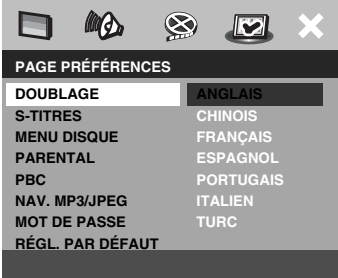 PAGE PRÉFÉRENCES
DOUBLAGE ANGLAIS
S-TITRES CHINOIS
MENU DISQUE FRANÇAIS
PARENTAL ESPAGNOL
PBC PORTUGAIS
NAV. MP3/JPEG ITALIEN
MOT DE PASSE TURC
RÉGL. PAR DÉFAUT